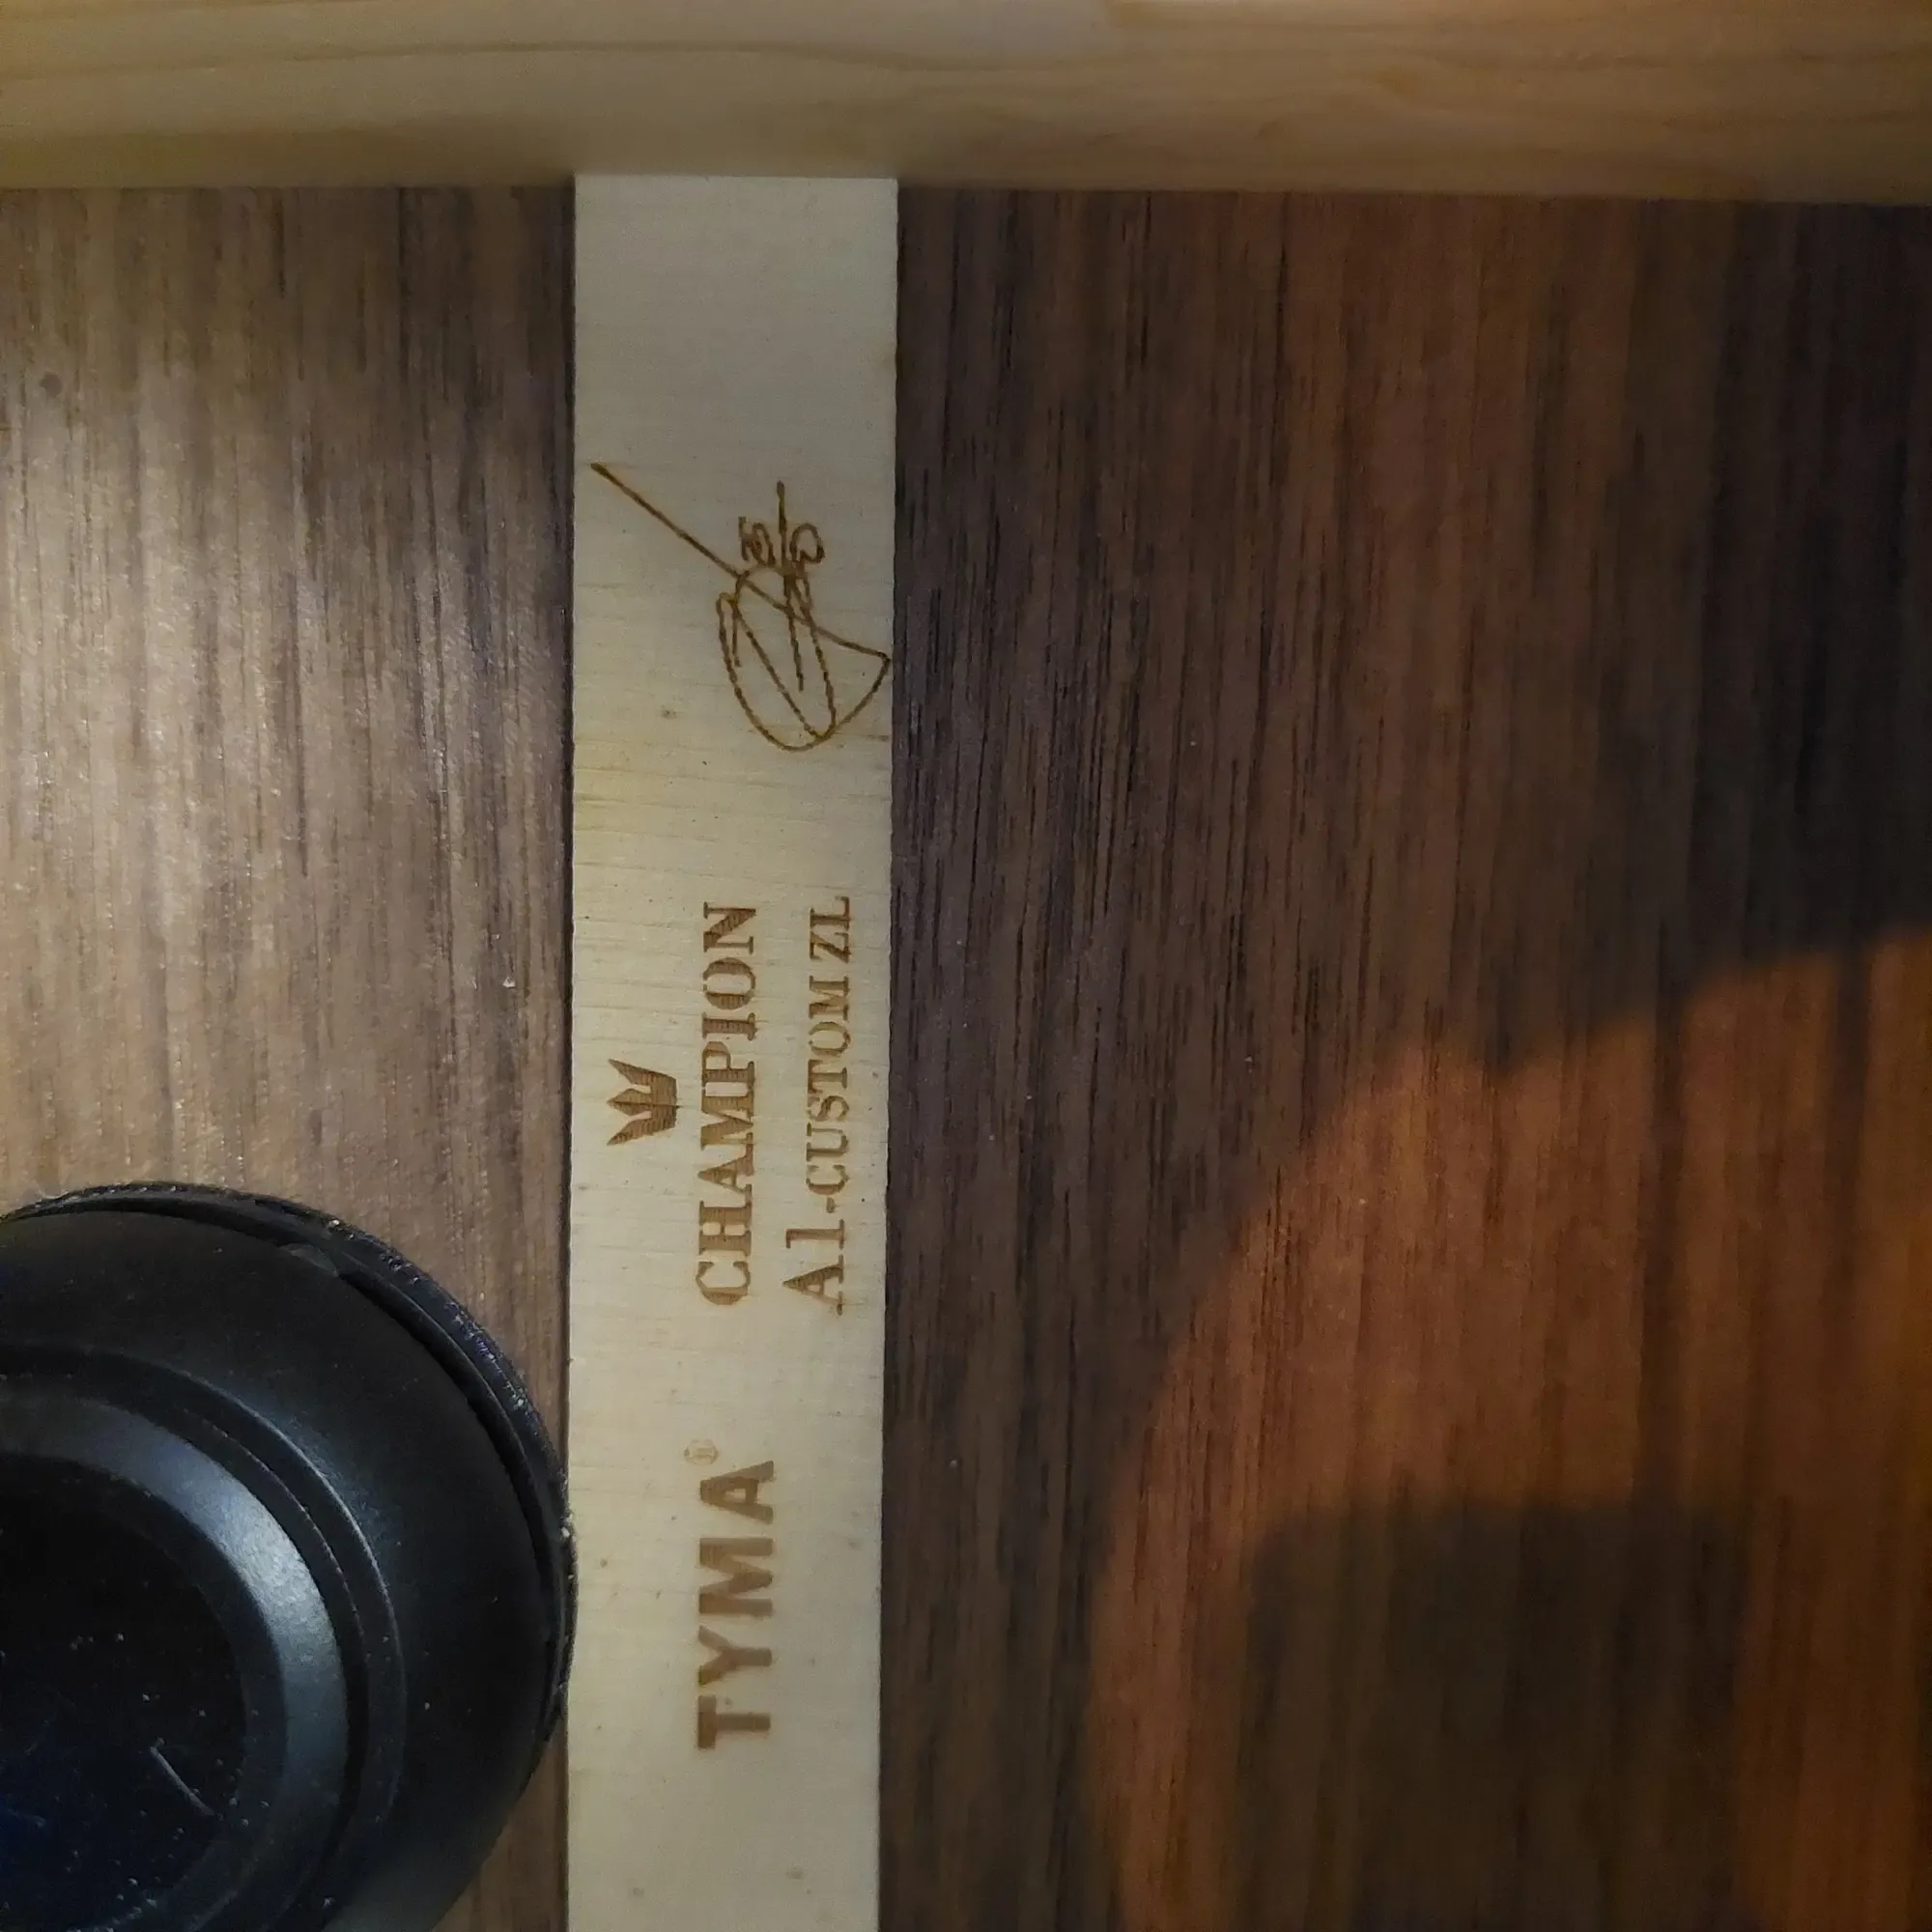 TYMA®
CHAMPION
A1-CUSTOM ZL